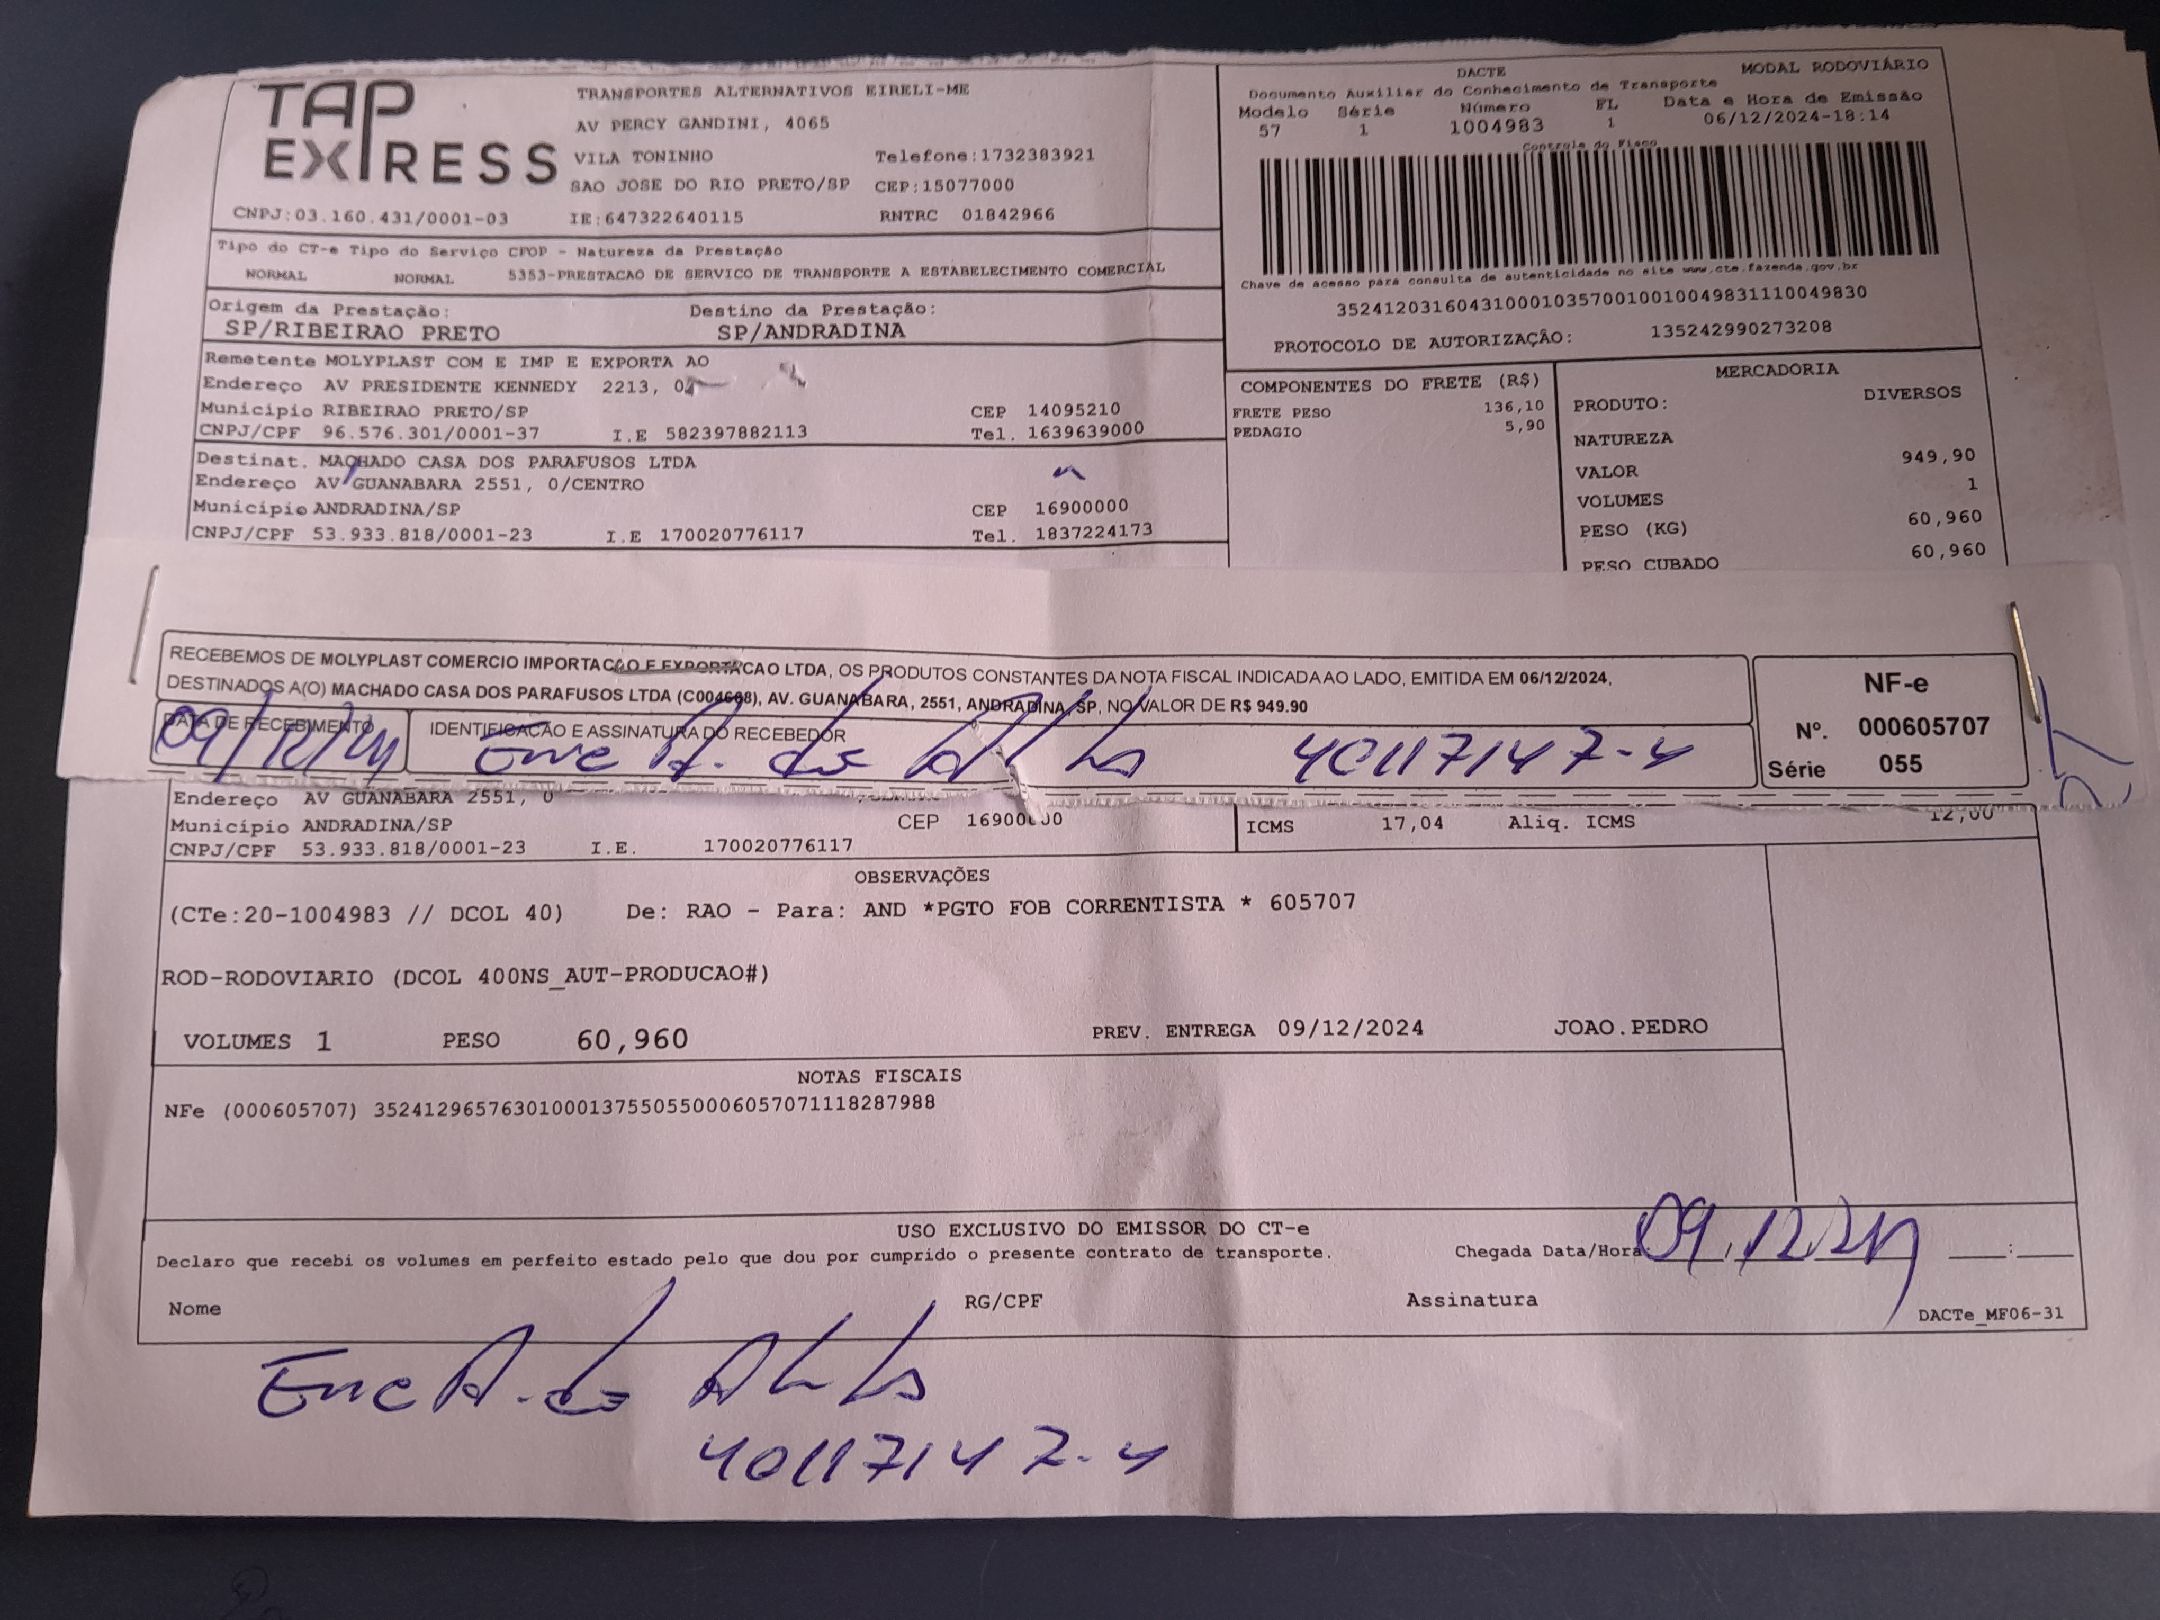 TAP
EXPRESS
TRANSPORTES ALTERNATIVOS EIRELI-ME
AV PERCY GANDINI, 4065
VILA TONINHO Telefone:1732383921
SAO JOSE DO RIO PRETO/SP CEP:15077000
CNPJ:03.160.431/0001-03 IE:647322640115 RNTRC 01842966
DACTE MODAL RODOVIÁRIO
Documento Auxiliar do Conhecimento de Transporte
Modelo Série Número FL Data e Hora de Emissão
57 1 1004983 1 06/12/2024-18:14
Controle do Fisco
Chave de acesso para consulta de autenticidade no site www.cte.fazenda.gov.br
35241203160431000103570010010049831110049830
PROTOCOLO DE AUTORIZAÇÃO: 135242990273208
Tipo do CT-e Tipo do Serviço CFOP - Natureza da Prestação
NORMAL NORMAL 5353-PRESTACAO DE SERVICO DE TRANSPORTE A ESTABELECIMENTO COMERCIAL
Origem da Prestação: Destino da Prestação:
SP/RIBEIRAO PRETO SP/ANDRADINA
Remetente MOLYPLAST COM E IMP E EXPORTA AO
Endereço AV PRESIDENTE KENNEDY 2213, 0
Município RIBEIRAO PRETO/SP CEP 14095210
CNPJ/CPF 96.576.301/0001-37 I.E 582397882113 Tel. 1639639000
Destinat. MACHADO CASA DOS PARAFUSOS LTDA
Endereço AV GUANABARA 2551, 0/CENTRO
Município ANDRADINA/SP CEP 16900000
CNPJ/CPF 53.933.818/0001-23 I.E 170020776117 Tel. 1837224173
COMPONENTES DO FRETE (R$)
FRETE PESO 136,10
PEDAGIO 5,90
MERCADORIA
PRODUTO: DIVERSOS
NATUREZA
VALOR 949,90
VOLUMES 1
PESO (KG) 60,960
PESO CUBADO 60,960
RECEBEMOS DE MOLYPLAST COMERCIO IMPORTACAO E EXPORTACAO LTDA, OS PRODUTOS CONSTANTES DA NOTA FISCAL INDICADA AO LADO, EMITIDA EM 06/12/2024,
DESTINADOS A(O) MACHADO CASA DOS PARAFUSOS LTDA (C004608), AV. GUANABARA, 2551, ANDRADINA, SP, NO VALOR DE R$ 949.90
DATA DE RECEBIMENTO IDENTIFICAÇÃO E ASSINATURA DO RECEBEDOR
09/12/24 40117147-4
NF-e
Nº. 000605707
Série 055
Endereço AV GUANABARA 2551, 0
Município ANDRADINA/SP CEP 16900000
CNPJ/CPF 53.933.818/0001-23 I.E. 170020776117
ICMS 17,04 Aliq. ICMS 12,00
OBSERVAÇÕES
(CTe:20-1004983 // DCOL 40) De: RAO - Para: AND *PGTO FOB CORRENTISTA * 605707
ROD-RODOVIARIO (DCOL 400NS_AUT-PRODUCAO#)
VOLUMES 1 PESO 60,960 PREV. ENTREGA 09/12/2024 JOAO.PEDRO
NOTAS FISCAIS
NFe (000605707) 35241296576301000137550550006057071118287988
USO EXCLUSIVO DO EMISSOR DO CT-e
Declaro que recebi os volumes em perfeito estado pelo que dou por cumprido o presente contrato de transporte. Chegada Data/Hora: 09.12.24 :
Nome RG/CPF Assinatura
DACTe_MF06-31
40117147-4